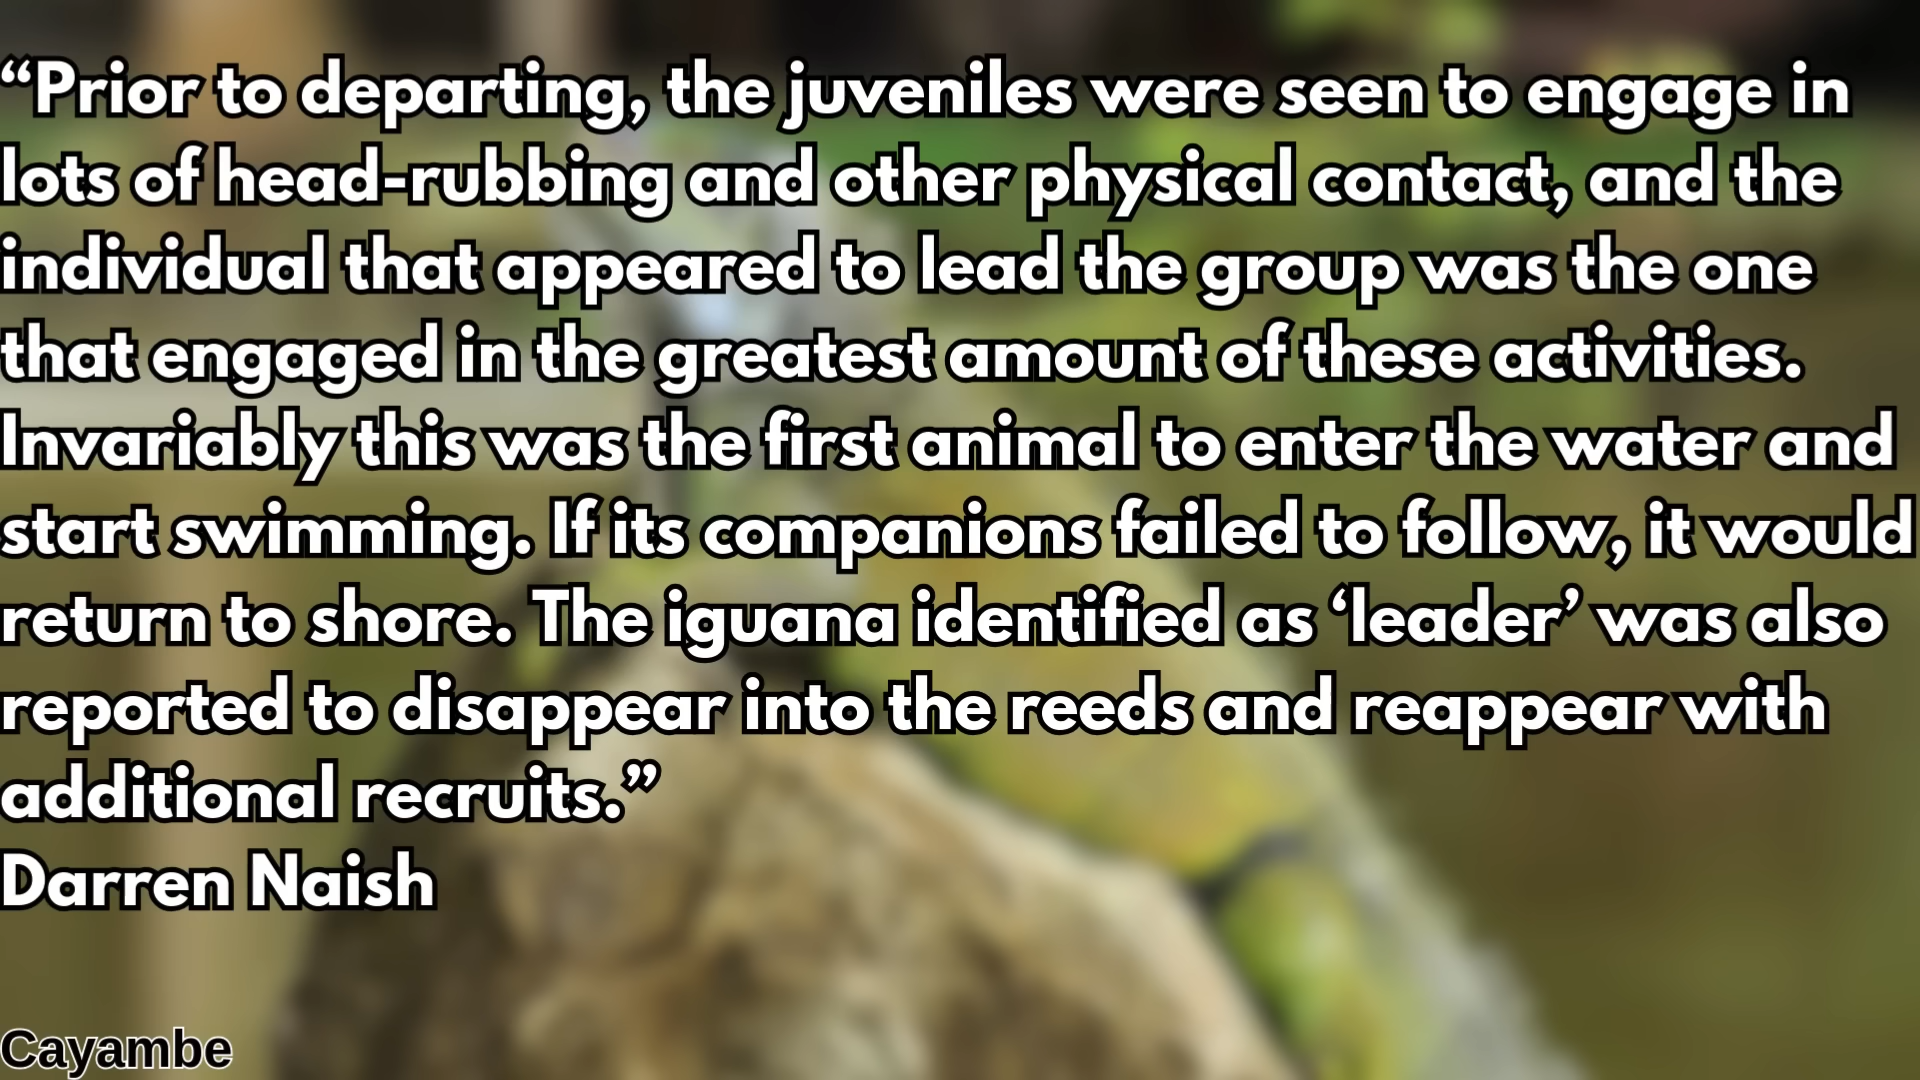 “Prior to departing, the juveniles were seen to engage in
lots of head-rubbing and other physical contact, and the
individual that appeared to lead the group was the one
that engaged in the greatest amount of these activities.
Invariably this was the first animal to enter the water and
start swimming. If its companions failed to follow, it would
return to shore. The iguana identified as ‘leader’ was also
reported to disappear into the reeds and reappear with
additional recruits.”
Darren Naish
Cayambe